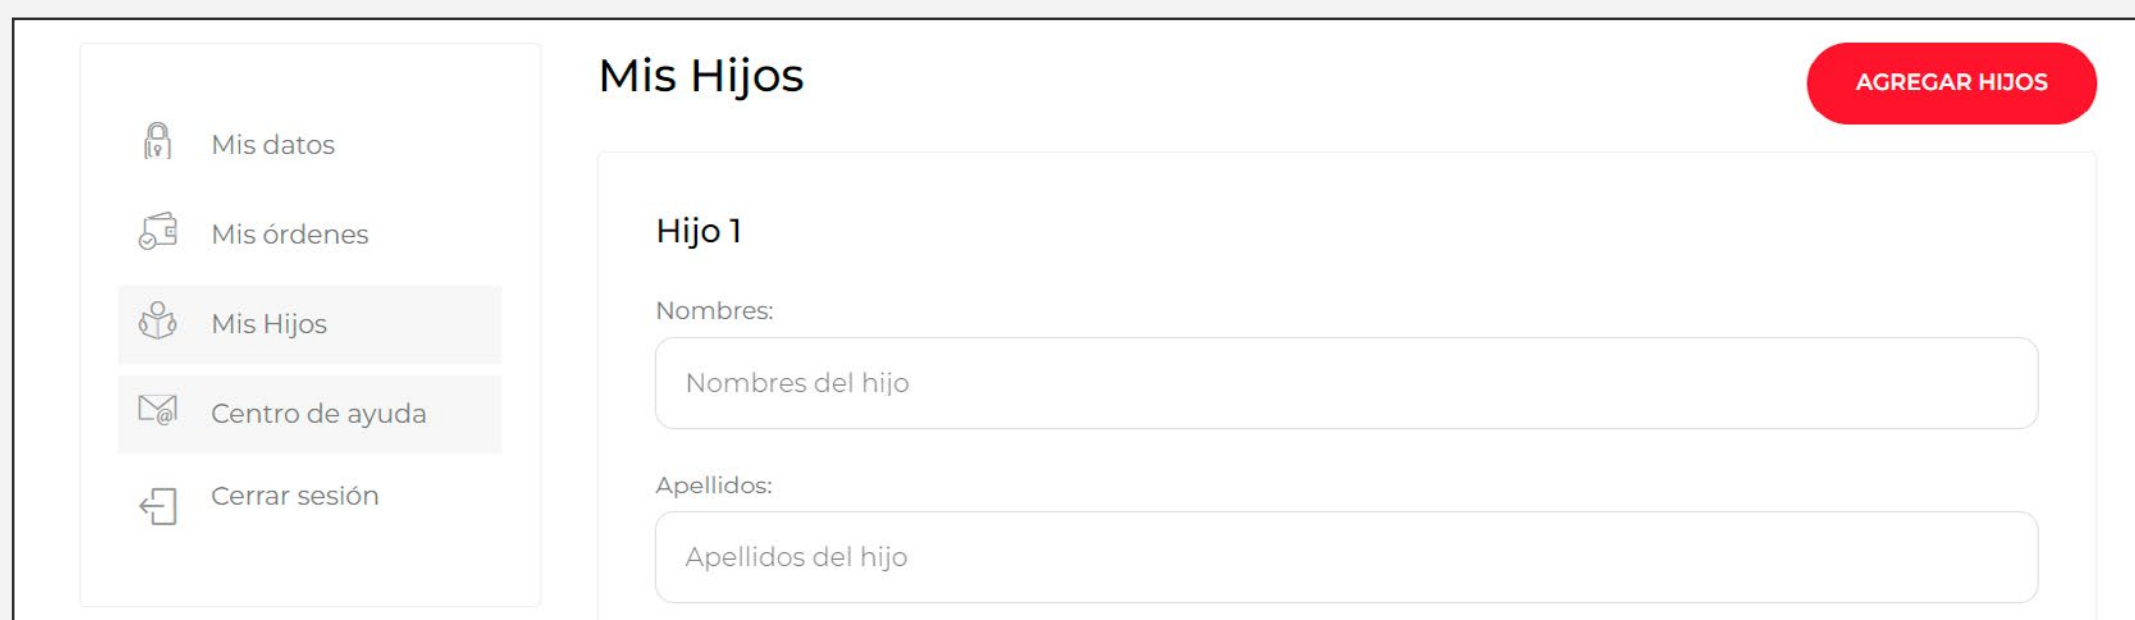 Mis datos
Mis órdenes
Mis Hijos
Centro de ayuda
Cerrar sesión
Mis Hijos
AGREGAR HIJOS
Hijo 1
Nombres:
Nombres del hijo
Apellidos:
Apellidos del hijo